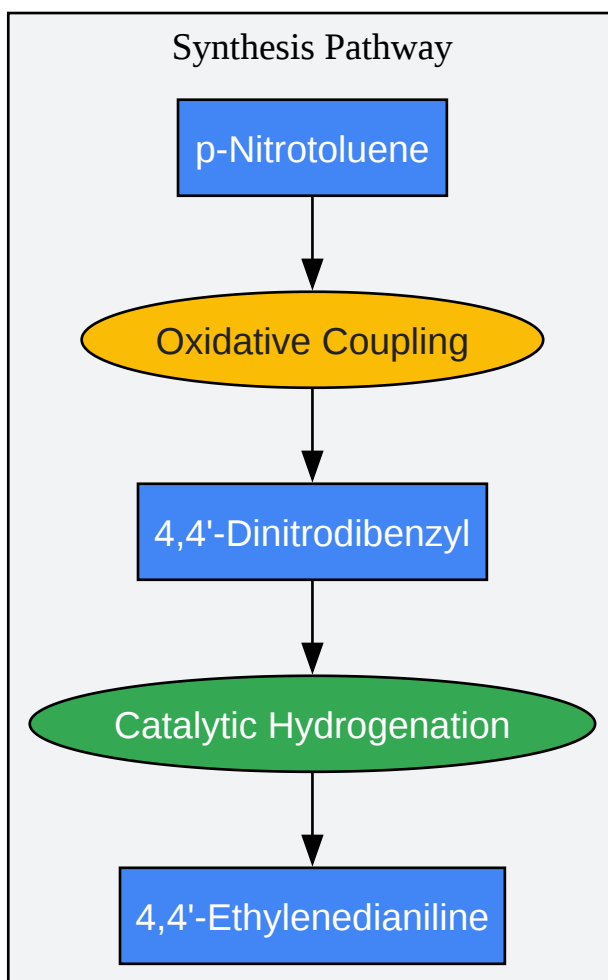 Synthesis Pathway
p-Nitrotoluene
Oxidative Coupling
4,4'-Dinitrodibenzyl
Catalytic Hydrogenation
4,4'-Ethylenedianiline